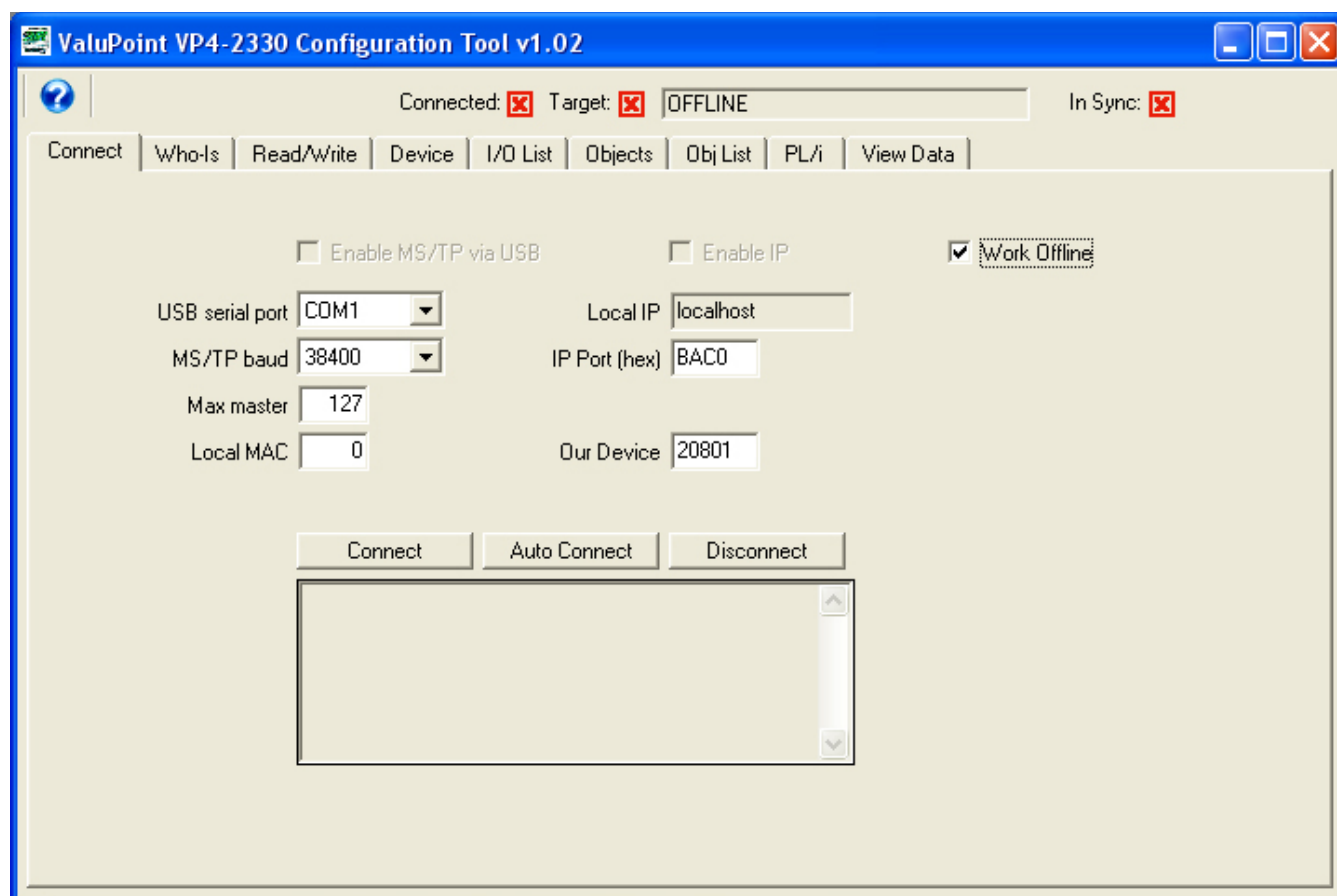 ValuPoint VP4-2330 Configuration Tool v1.02
Connected: Target: OFFLINE In Sync:
Connect Who-Is Read/Write Device I/O List Objects Obj List PL/i View Data
Enable MS/TP via USB Enable IP Work Offline
USB serial port COM1 Local IP localhost
MS/TP baud 38400 IP Port (hex) BAC0
Max master 127
Local MAC 0 Our Device 20801
Connect Auto Connect Disconnect